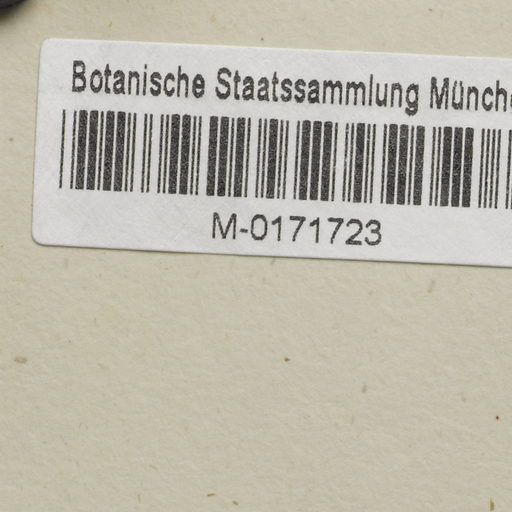 Botanische Staatssammlung Münch
M-0171723